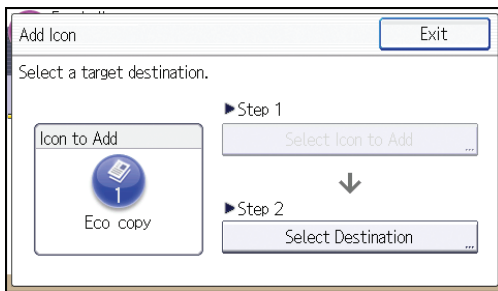 Add Icon
Exit
Select a target destination.
Icon to Add
1
Eco copy
▶Step 1
Select Icon to Add
...
▶Step 2
Select Destination
...